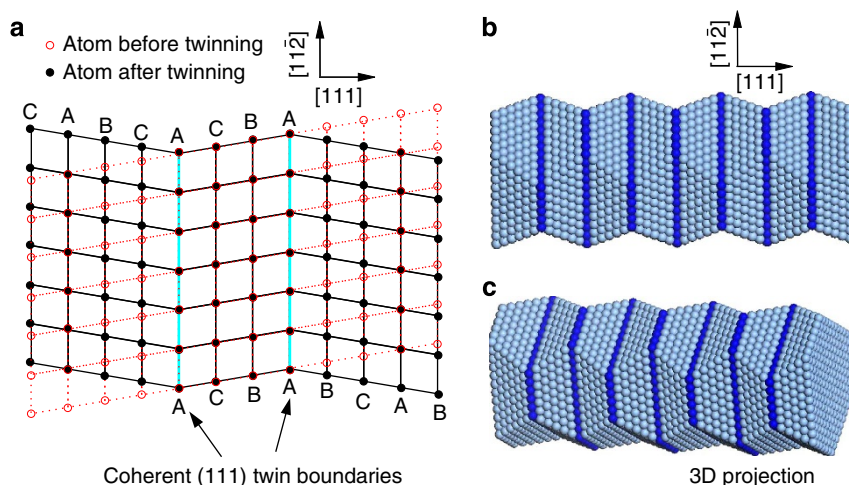 a
Atom before twinning
Atom after twinning
[112̄]
[111]
C A B C A C B A
A C B A B C A B
Coherent (111) twin boundaries
b
[112̄]
[111]
c
3D projection